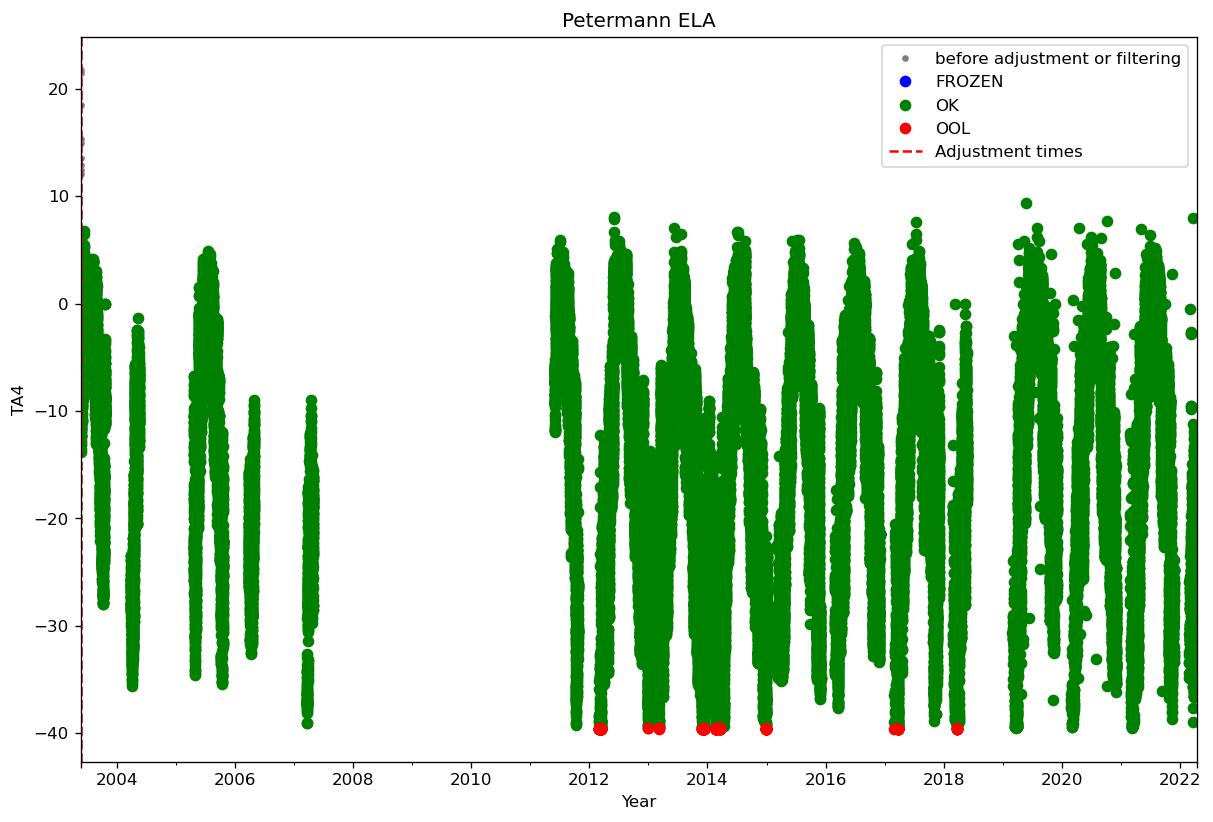 Petermann ELA
before adjustment or filtering
FROZEN
OK
OOL
Adjustment times
20
10
0
−10
−20
−30
−40
TA4
2004 2006 2008 2010 2012 2014 2016 2018 2020 2022
Year